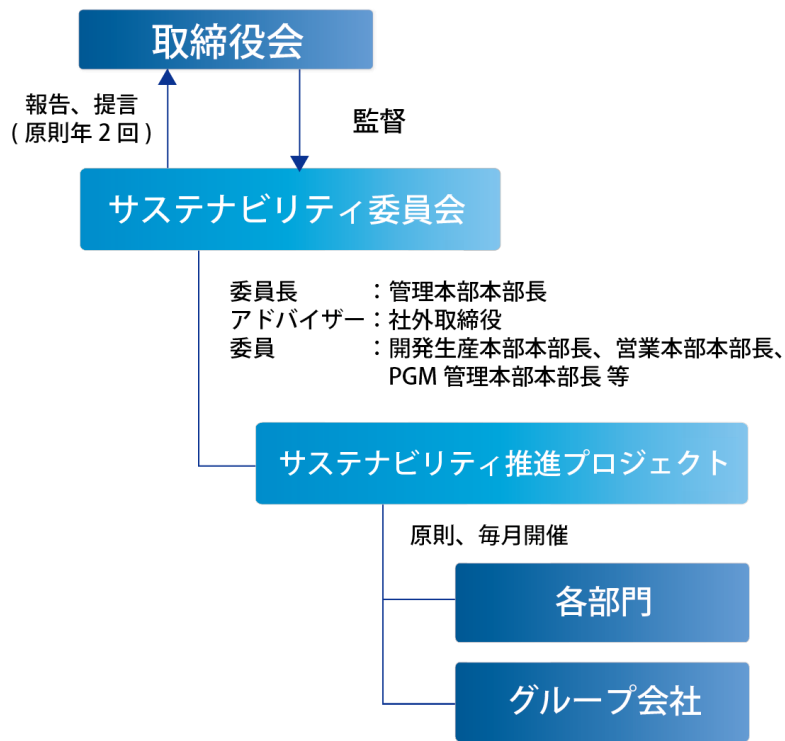 取締役会
報告、提言
(原則年2回)
監督
サステナビリティ委員会
委員長　　　：管理本部本部長
アドバイザー：社外取締役
委員　　　　：開発生産本部本部長、営業本部本部長、
PGM 管理本部本部長 等
サステナビリティ推進プロジェクト
原則、毎月開催
各部門
グループ会社